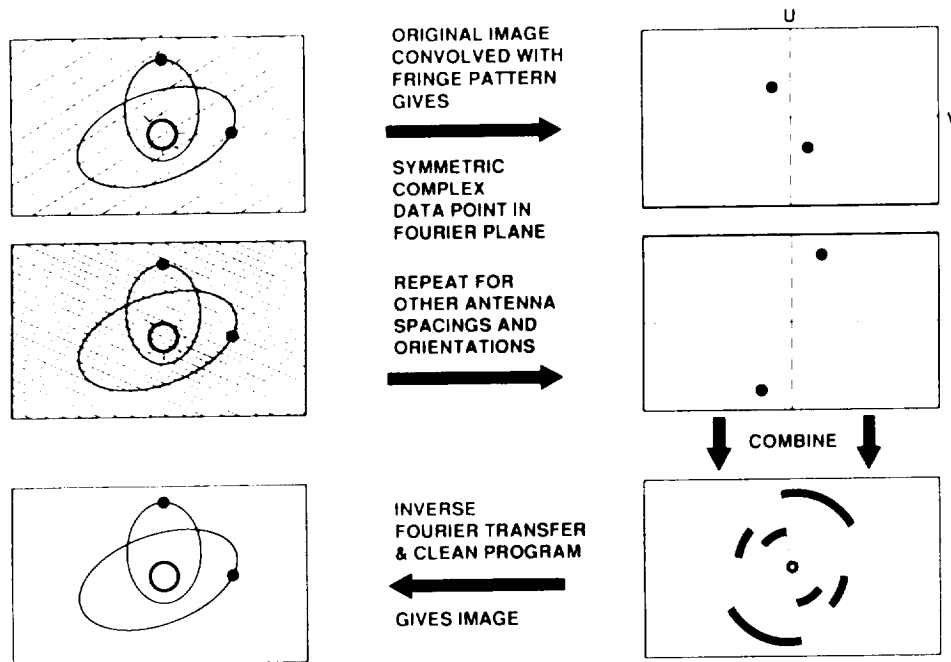 ORIGINAL IMAGE
CONVOLVED WITH
FRINGE PATTERN
GIVES
SYMMETRIC
COMPLEX
DATA POINT IN
FOURIER PLANE
U
V
REPEAT FOR
OTHER ANTENNA
SPACINGS AND
ORIENTATIONS
COMBINE
INVERSE
FOURIER TRANSFER
& CLEAN PROGRAM
GIVES IMAGE